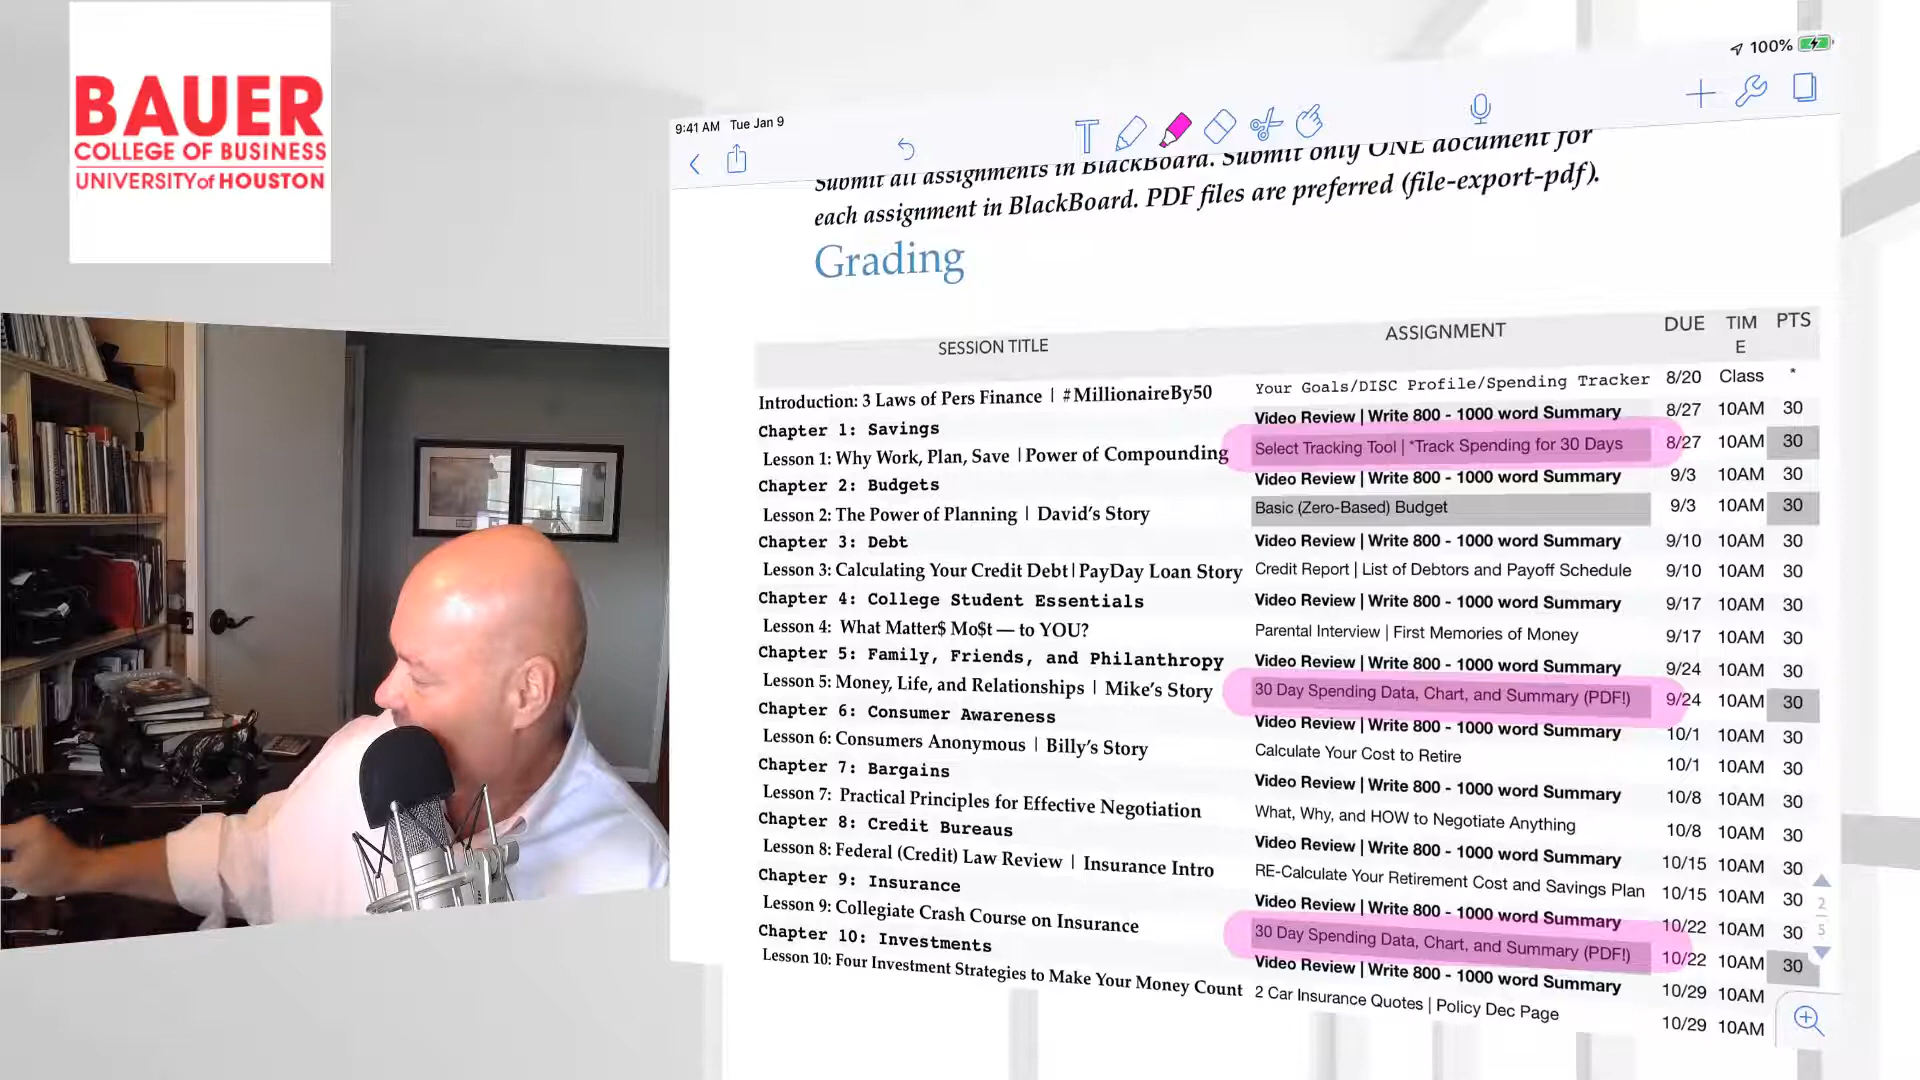 BAUER
COLLEGE OF BUSINESS
UNIVERSITY of HOUSTON
100%
9:41 AM Tue Jan 9
T
Submit all assignments in BlackBoard. Submit only ONE document for
each assignment in BlackBoard. PDF files are preferred (file-export-pdf).
Grading
SESSION TITLE ASSIGNMENT DUE TIM PTS
E
Introduction: 3 Laws of Pers Finance | #MillionaireBy50 Your Goals/DISC Profile/Spending Tracker 8/20 Class *
Chapter 1: Savings Video Review | Write 800 - 1000 word Summary 8/27 10AM 30
Lesson 1: Why Work, Plan, Save | Power of Compounding Select Tracking Tool | *Track Spending for 30 Days 8/27 10AM 30
Chapter 2: Budgets Video Review | Write 800 - 1000 word Summary 9/3 10AM 30
Lesson 2: The Power of Planning | David's Story Basic (Zero-Based) Budget 9/3 10AM 30
Chapter 3: Debt Video Review | Write 800 - 1000 word Summary 9/10 10AM 30
Lesson 3: Calculating Your Credit Debt | PayDay Loan Story Credit Report | List of Debtors and Payoff Schedule 9/10 10AM 30
Chapter 4: College Student Essentials Video Review | Write 800 - 1000 word Summary 9/17 10AM 30
Lesson 4: What Matter$ Mo$t — to YOU? Parental Interview | First Memories of Money 9/17 10AM 30
Chapter 5: Family, Friends, and Philanthropy Video Review | Write 800 - 1000 word Summary 9/24 10AM 30
Lesson 5: Money, Life, and Relationships | Mike's Story 30 Day Spending Data, Chart, and Summary (PDF!) 9/24 10AM 30
Chapter 6: Consumer Awareness Video Review | Write 800 - 1000 word Summary 10/1 10AM 30
Lesson 6: Consumers Anonymous | Billy's Story Calculate Your Cost to Retire 10/1 10AM 30
Chapter 7: Bargains Video Review | Write 800 - 1000 word Summary 10/8 10AM 30
Lesson 7: Practical Principles for Effective Negotiation What, Why, and HOW to Negotiate Anything 10/8 10AM 30
Chapter 8: Credit Bureaus Video Review | Write 800 - 1000 word Summary 10/15 10AM 30
Lesson 8: Federal (Credit) Law Review | Insurance Intro RE-Calculate Your Retirement Cost and Savings Plan 10/15 10AM 30
Chapter 9: Insurance Video Review | Write 800 - 1000 word Summary 10/22 10AM 30
Lesson 9: Collegiate Crash Course on Insurance 30 Day Spending Data, Chart, and Summary (PDF!) 10/22 10AM 30
Chapter 10: Investments Video Review | Write 800 - 1000 word Summary 10/29 10AM
Lesson 10: Four Investment Strategies to Make Your Money Count 2 Car Insurance Quotes | Policy Dec Page 10/29 10AM
2
5